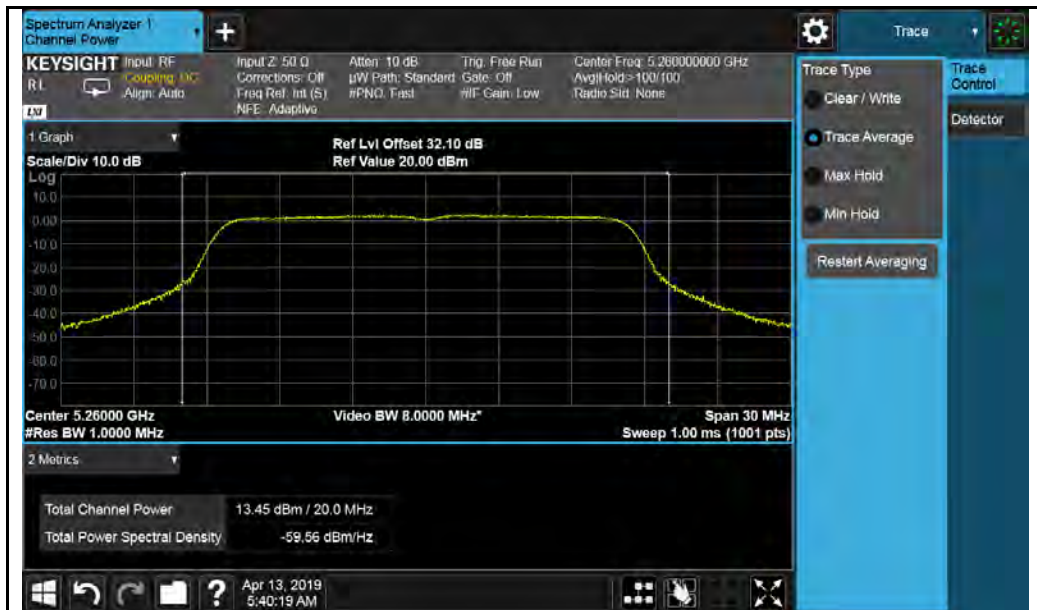 Spectrum Analyzer 1
Channel Power
+
Trace
KEYSIGHT Input: RF
Coupling: DC
Align: Auto
RL
LXI
Input Z: 50 Ω
Corrections: Off
Freq Ref: Int (S)
NFE: Adaptive
Atten: 10 dB
µW Path: Standard
#PNO: Fast
Trig: Free Run
Gate: Off
#IF Gain: Low
Center Freq: 5.260000000 GHz
Avg|Hold:>100/100
Radio Std: None
1 Graph
Scale/Div 10.0 dB
Ref Lvl Offset 32.10 dB
Ref Value 20.00 dBm
Log
10.0
0.00
-10.0
-20.0
-30.0
-40.0
-50.0
-60.0
-70.0
Center 5.26000 GHz
#Res BW 1.0000 MHz
Video BW 8.0000 MHz*
Span 30 MHz
Sweep 1.00 ms (1001 pts)
2 Metrics
Total Channel Power 13.45 dBm / 20.0 MHz
Total Power Spectral Density -59.56 dBm/Hz
Trace Type
Clear / Write
Trace Average
Max Hold
Min Hold
Restart Averaging
Trace Control
Detector
?
Apr 13, 2019
5:40:19 AM